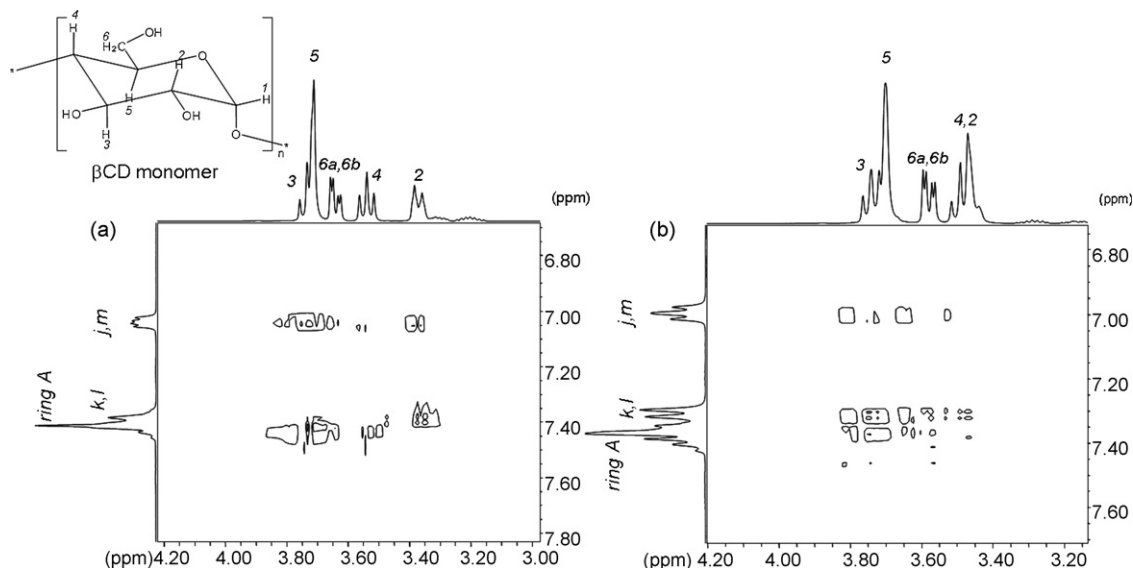 4
6
OH
H₂C
2
H
O
1
H
H
5
HO
OH
H
3
O
*
n
*
βCD monomer
5
3
6a,6b
4
2
(ppm)
(a)
j,m
k,l
ring A
6.80
7.00
7.20
7.40
7.60
7.80
(ppm)
4.20
4.00
3.80
3.60
3.40
3.20
3.00
5
3
6a,6b
4,2
(ppm)
(b)
j,m
k,l
ring A
6.80
7.00
7.20
7.40
7.60
(ppm)
4.20
4.00
3.80
3.60
3.40
3.20